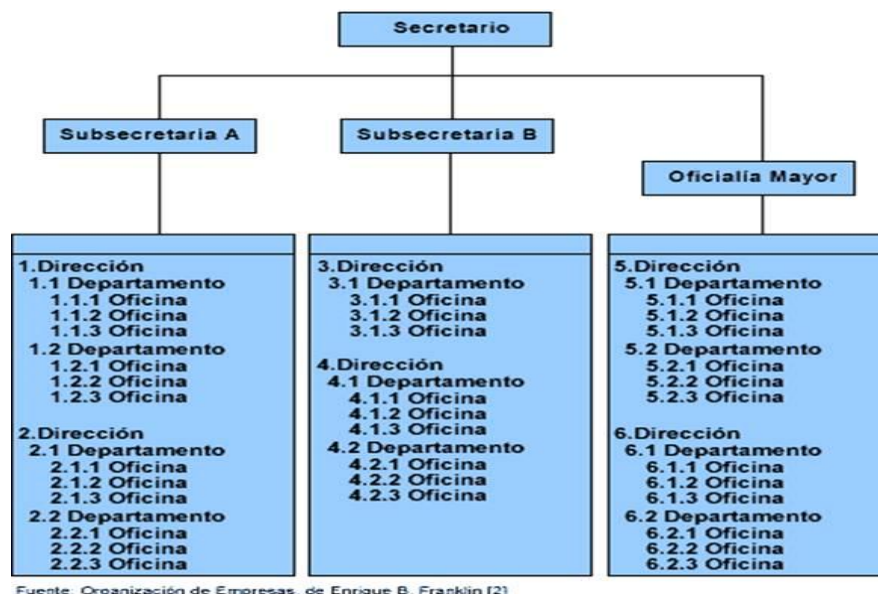 Secretario
Subsecretaria A
Subsecretaria B
Oficialía Mayor
1.Dirección
1.1 Departamento
1.1.1 Oficina
1.1.2 Oficina
1.1.3 Oficina
1.2 Departamento
1.2.1 Oficina
1.2.2 Oficina
1.2.3 Oficina
2.Dirección
2.1 Departamento
2.1.1 Oficina
2.1.2 Oficina
2.1.3 Oficina
2.2 Departamento
2.2.1 Oficina
2.2.2 Oficina
2.2.3 Oficina
3.Dirección
3.1 Departamento
3.1.1 Oficina
3.1.2 Oficina
3.1.3 Oficina
4.Dirección
4.1 Departamento
4.1.1 Oficina
4.1.2 Oficina
4.1.3 Oficina
4.2 Departamento
4.2.1 Oficina
4.2.2 Oficina
4.2.3 Oficina
5.Dirección
5.1 Departamento
5.1.1 Oficina
5.1.2 Oficina
5.1.3 Oficina
5.2 Departamento
5.2.1 Oficina
5.2.2 Oficina
5.2.3 Oficina
6.Dirección
6.1 Departamento
6.1.1 Oficina
6.1.2 Oficina
6.1.3 Oficina
6.2 Departamento
6.2.1 Oficina
6.2.2 Oficina
6.2.3 Oficina
Fuente: Organización de Empresas, de Enrique B. Franklin [2]